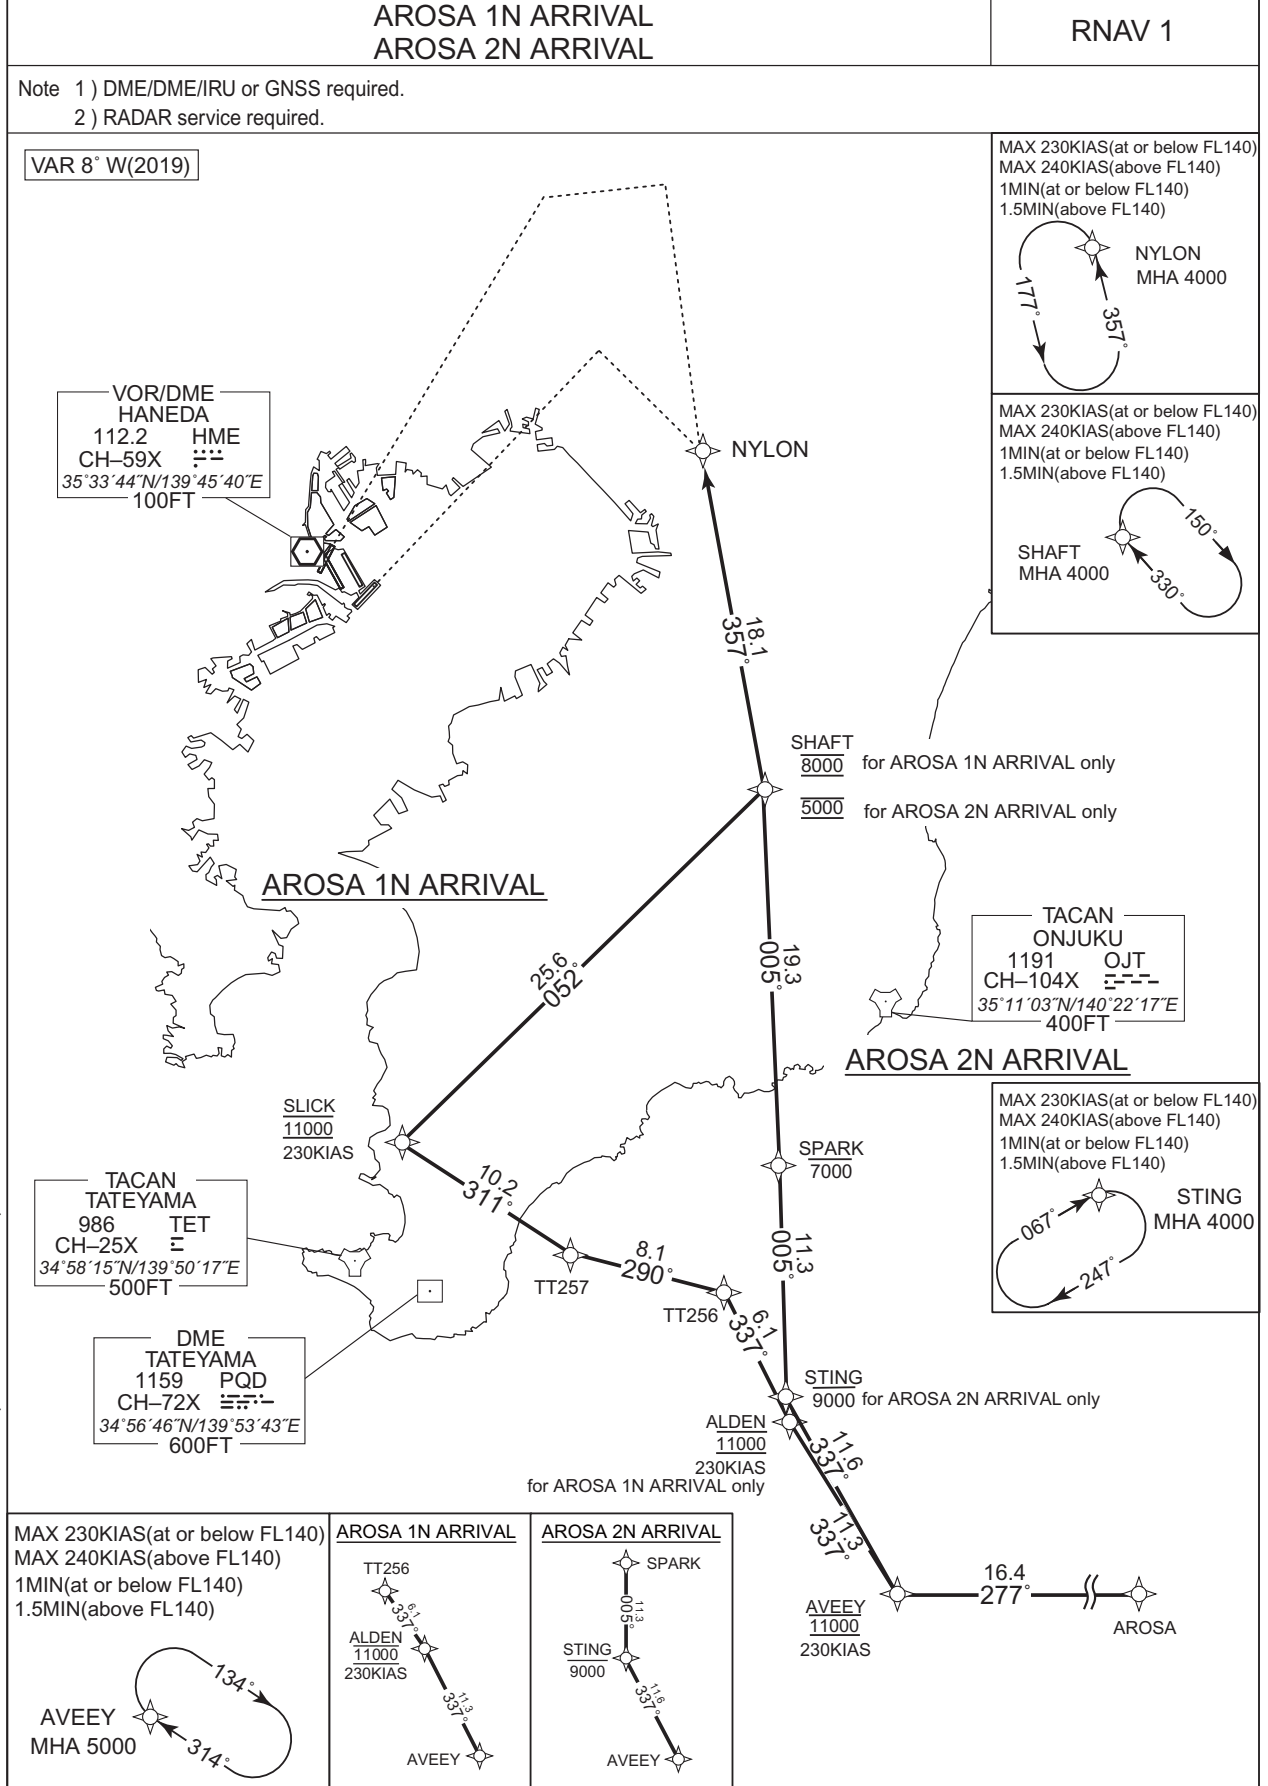 AROSA 1N ARRIVAL
AROSA 2N ARRIVAL
RNAV 1
Note 1 ) DME/DME/IRU or GNSS required.
2 ) RADAR service required.
VAR 8° W(2019)
MAX 230KIAS(at or below FL140)
MAX 240KIAS(above FL140)
1MIN(at or below FL140)
1.5MIN(above FL140)
NYLON
MHA 4000
177°
357°
MAX 230KIAS(at or below FL140)
MAX 240KIAS(above FL140)
1MIN(at or below FL140)
1.5MIN(above FL140)
SHAFT
MHA 4000
150°
330°
VOR/DME
HANEDA
112.2 HME
CH–59X
35°33´44˝N/139°45´40˝E
100FT
NYLON
18.1
357°
SHAFT
8000 for AROSA 1N ARRIVAL only
5000 for AROSA 2N ARRIVAL only
AROSA 1N ARRIVAL
25.6
052°
19.3
005°
TACAN
ONJUKU
1191 OJT
CH–104X
35°11´03˝N/140°22´17˝E
400FT
AROSA 2N ARRIVAL
MAX 230KIAS(at or below FL140)
MAX 240KIAS(above FL140)
1MIN(at or below FL140)
1.5MIN(above FL140)
STING
MHA 4000
067°
247°
SLICK
11000
230KIAS
SPARK
7000
10.2
311°
TACAN
TATEYAMA
986 TET
CH–25X
34°58´15˝N/139°50´17˝E
500FT
TT257
8.1
290°
TT256
11.3
005°
6.1
337°
DME
TATEYAMA
1159 PQD
CH–72X
34°56´46˝N/139°53´43˝E
600FT
STING
9000 for AROSA 2N ARRIVAL only
ALDEN
11000
230KIAS
for AROSA 1N ARRIVAL only
11.6
337°
11.3
337°
16.4
277°
AVEEY
11000
230KIAS
AROSA
MAX 230KIAS(at or below FL140)
MAX 240KIAS(above FL140)
1MIN(at or below FL140)
1.5MIN(above FL140)
AVEEY
MHA 5000
134°
314°
AROSA 1N ARRIVAL
TT256
6.1
337°
ALDEN
11000
230KIAS
11.3
337°
AVEEY
AROSA 2N ARRIVAL
SPARK
11.3
005°
STING
9000
11.6
337°
AVEEY